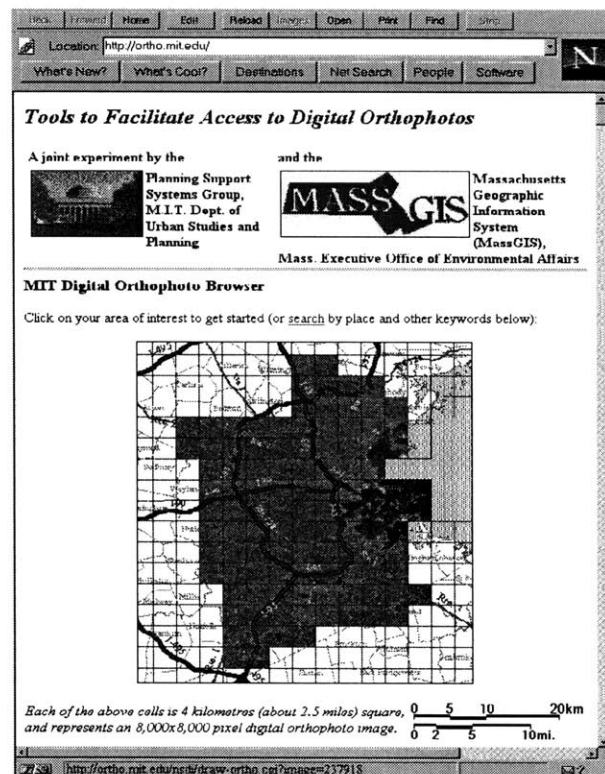 Back Forward Home Edit Reload Images Open Print Find Stop
Location: http://ortho.mit.edu/
N
What's New? What's Cool? Destinations Net Search People Software
Tools to Facilitate Access to Digital Orthophotos
A joint experiment by the
Planning Support
Systems Group,
M.I.T. Dept. of
Urban Studies and
Planning
and the
MASS GIS
Massachusetts
Geographic
Information
System
(MassGIS),
Mass. Executive Office of Environmental Affairs
MIT Digital Orthophoto Browser
Click on your area of interest to get started (or search by place and other keywords below):
Each of the above cells is 4 kilometres (about 2.5 miles) square,
and represents an 8,000x8,000 pixel digital orthophoto image.
0 5 10 20km
0 2 5 10mi.
http://ortho.mit.edu/nsdi/draw-ortho.cgi?image=237918